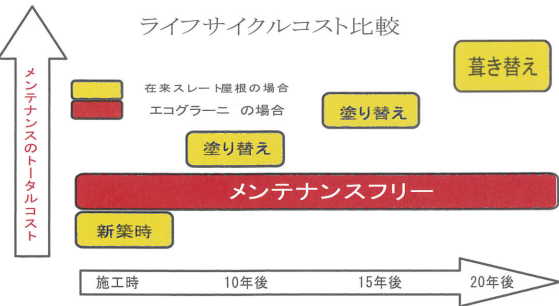 ライフサイクルコスト比較
メンテナンスのトータルコスト
在来スレート屋根の場合
エコグラーニ の場合
葺き替え
塗り替え
塗り替え
メンテナンスフリー
新築時
施工時 10年後 15年後 20年後